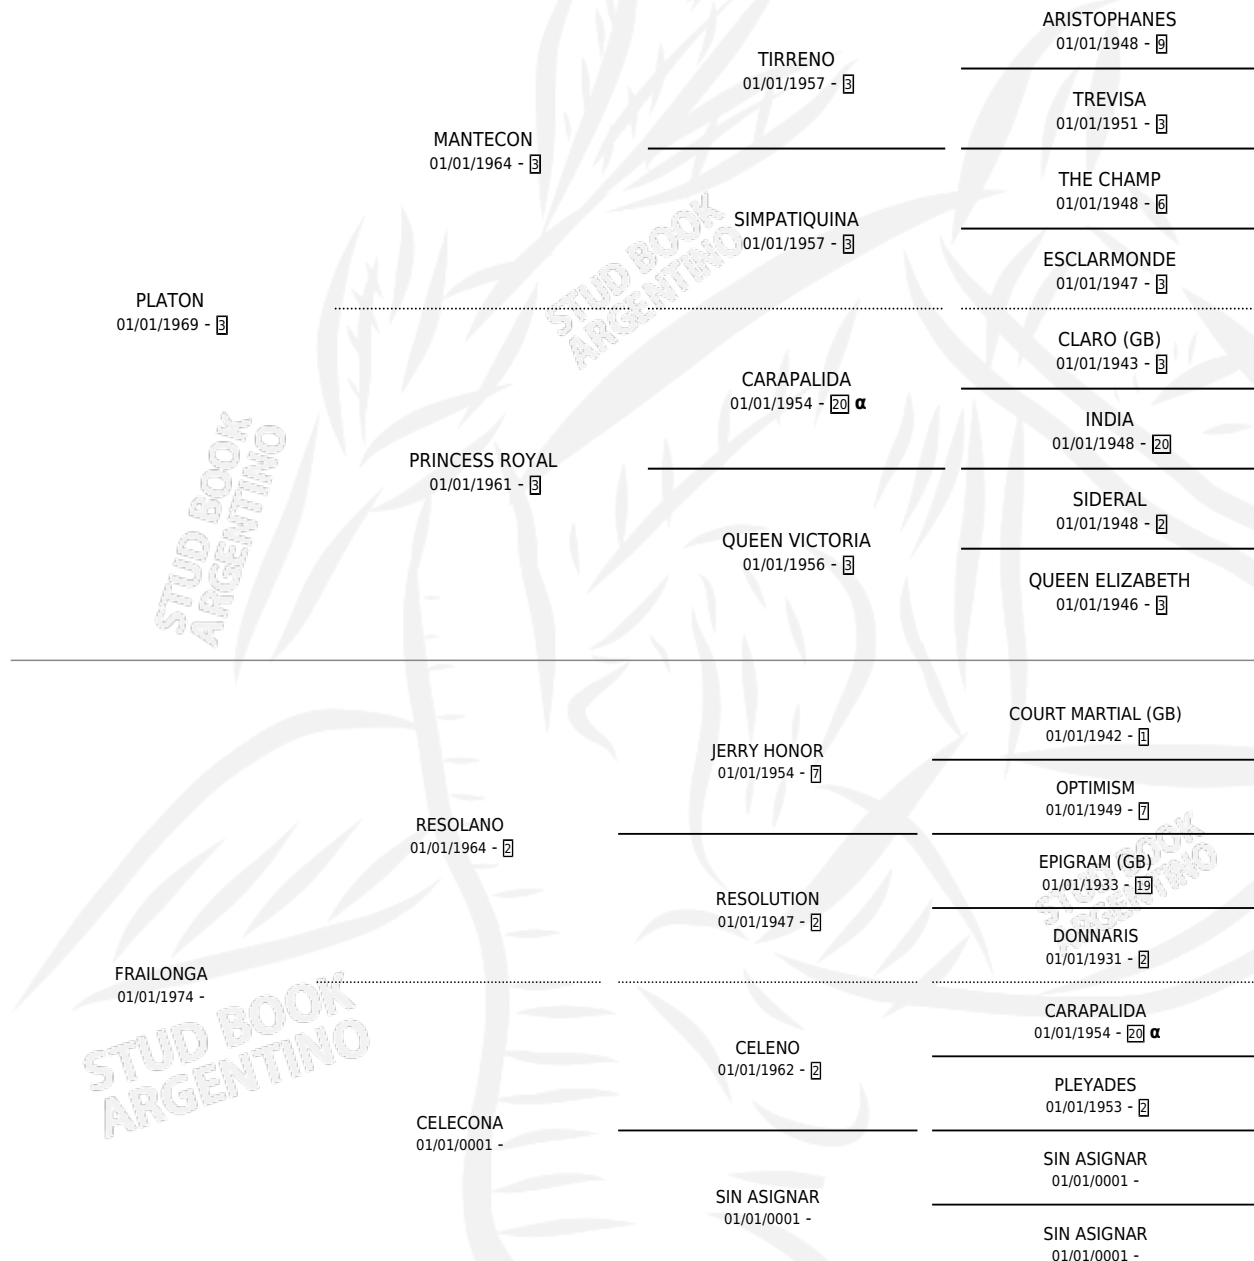 ARISTOPHANES
01/01/1948 - 9
TIRRENO
01/01/1957 - 3
TREVISA
01/01/1951 - 3
MANTECON
01/01/1964 - 3
THE CHAMP
01/01/1948 - 6
SIMPATIQUINA
01/01/1957 - 3
ESCLARMONDE
01/01/1947 - 3
PLATON
01/01/1969 - 3
CLARO (GB)
01/01/1943 - 3
CARAPALIDA
01/01/1954 - 20 α
INDIA
01/01/1948 - 20
PRINCESS ROYAL
01/01/1961 - 3
SIDERAL
01/01/1948 - 2
QUEEN VICTORIA
01/01/1956 - 3
QUEEN ELIZABETH
01/01/1946 - 3
STUD BOOK
ARGENTINO
STUD BOOK
ARGENTINO
COURT MARTIAL (GB)
01/01/1942 - 1
JERRY HONOR
01/01/1954 - 7
OPTIMISM
01/01/1949 - 7
RESOLANO
01/01/1964 - 2
EPIGRAM (GB)
01/01/1933 - 19
RESOLUTION
01/01/1947 - 2
DONNARIS
01/01/1931 - 2
FRAILONGA
01/01/1974 -
CARAPALIDA
01/01/1954 - 20 α
CELENO
01/01/1962 - 2
PLEYADES
01/01/1953 - 2
CELECONA
01/01/0001 -
SIN ASIGNAR
01/01/0001 -
SIN ASIGNAR
01/01/0001 -
SIN ASIGNAR
01/01/0001 -
STUD BOOK
ARGENTINO
STUD BOOK
ARGENTINO